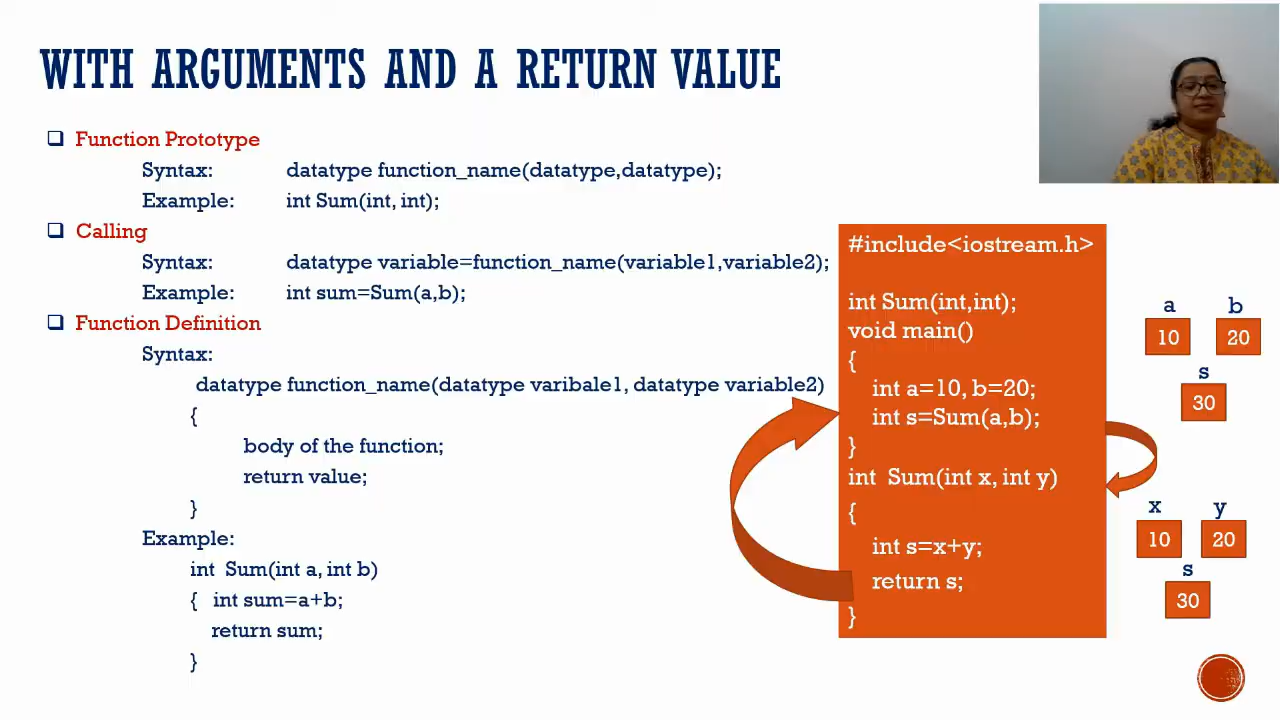 WITH ARGUMENTS AND A RETURN VALUE
Function Prototype
Syntax: datatype function_name(datatype,datatype);
Example: int Sum(int, int);
Calling
Syntax: datatype variable=function_name(variable1,variable2);
Example: int sum=Sum(a,b);
Function Definition
Syntax:
datatype function_name(datatype varibale1, datatype variable2)
{
body of the function;
return value;
}
Example:
int Sum(int a, int b)
{ int sum=a+b;
return sum;
}
#include<iostream.h>
int Sum(int,int);
void main()
{
int a=10, b=20;
int s=Sum(a,b);
}
int Sum(int x, int y)
{
int s=x+y;
return s;
}
a b
10 20
s
30
x y
10 20
s
30